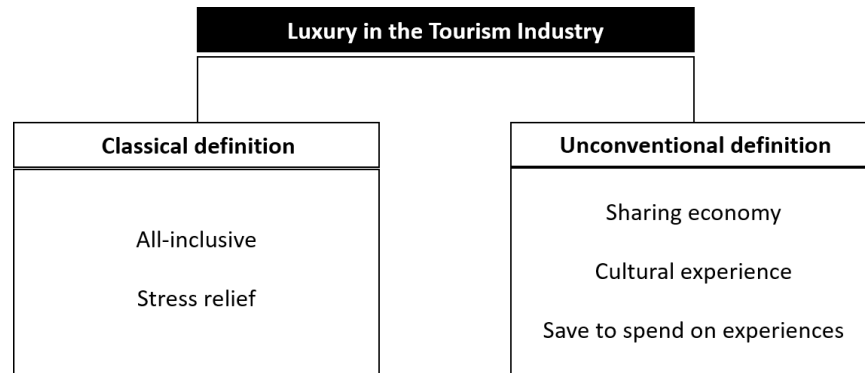 Luxury in the Tourism Industry
Classical definition
All-inclusive
Stress relief
Unconventional definition
Sharing economy
Cultural experience
Save to spend on experiences